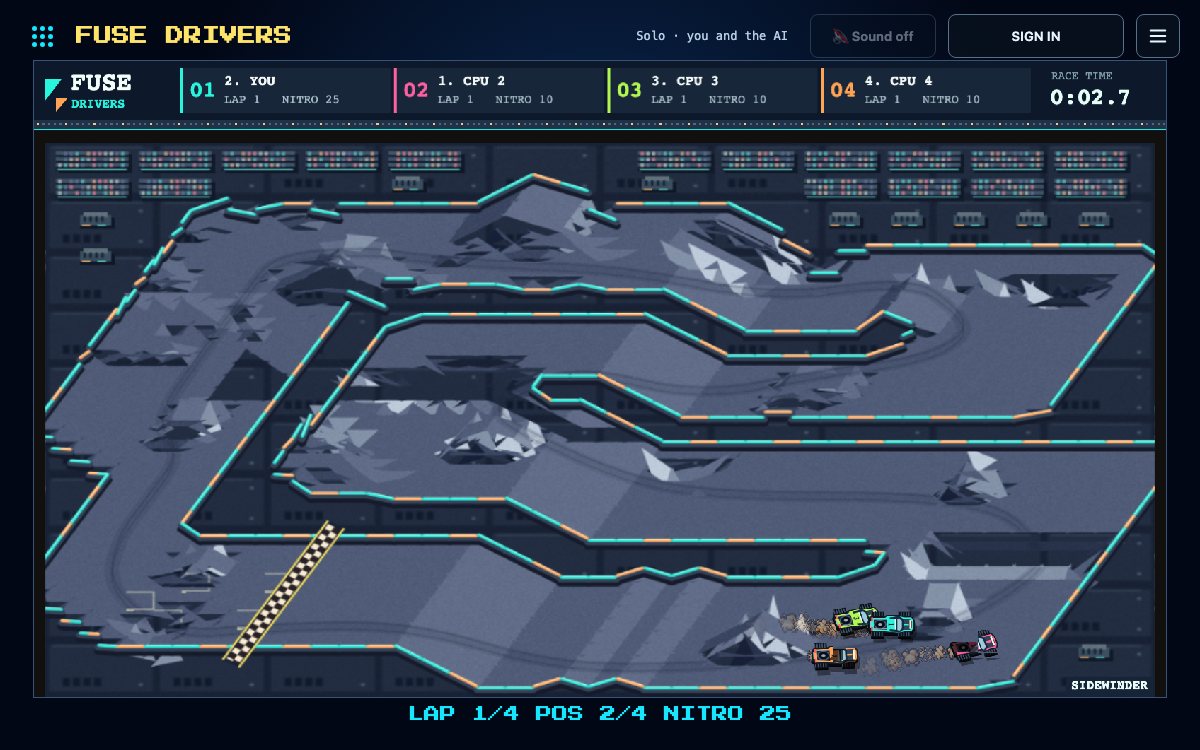 FUSE DRIVERS
Solo · you and the AI
Sound off
SIGN IN
FUSE
DRIVERS
01 2. YOU
LAP 1 NITRO 25
02 1. CPU 2
LAP 1 NITRO 10
03 3. CPU 3
LAP 1 NITRO 10
04 4. CPU 4
LAP 1 NITRO 10
RACE TIME
0:02.7
SIDEWINDER
LAP 1/4 POS 2/4 NITRO 25